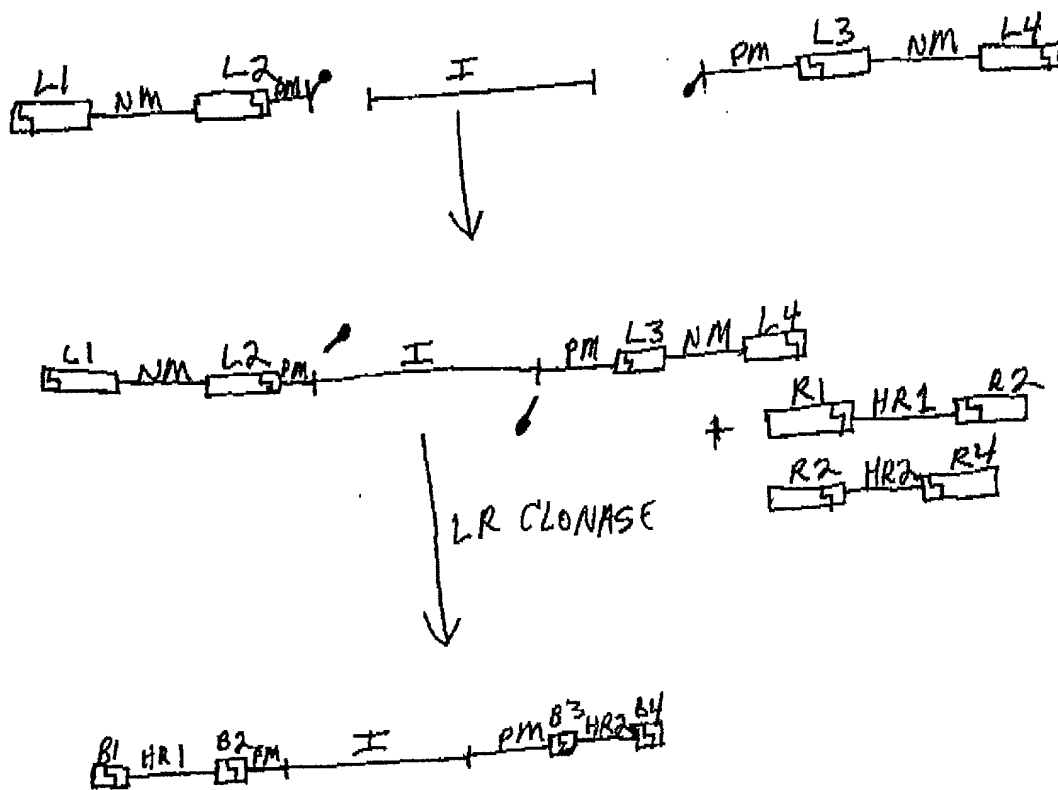 L1 NM L2 PM I PM L3 NM L4
L1 NM L2 PM I PM L3 NM L4
+ R1 HR1 R2
R2 HR2 R4
LR CLONASE
B1 HR1 B2 PM I PM B3 HR2 B4